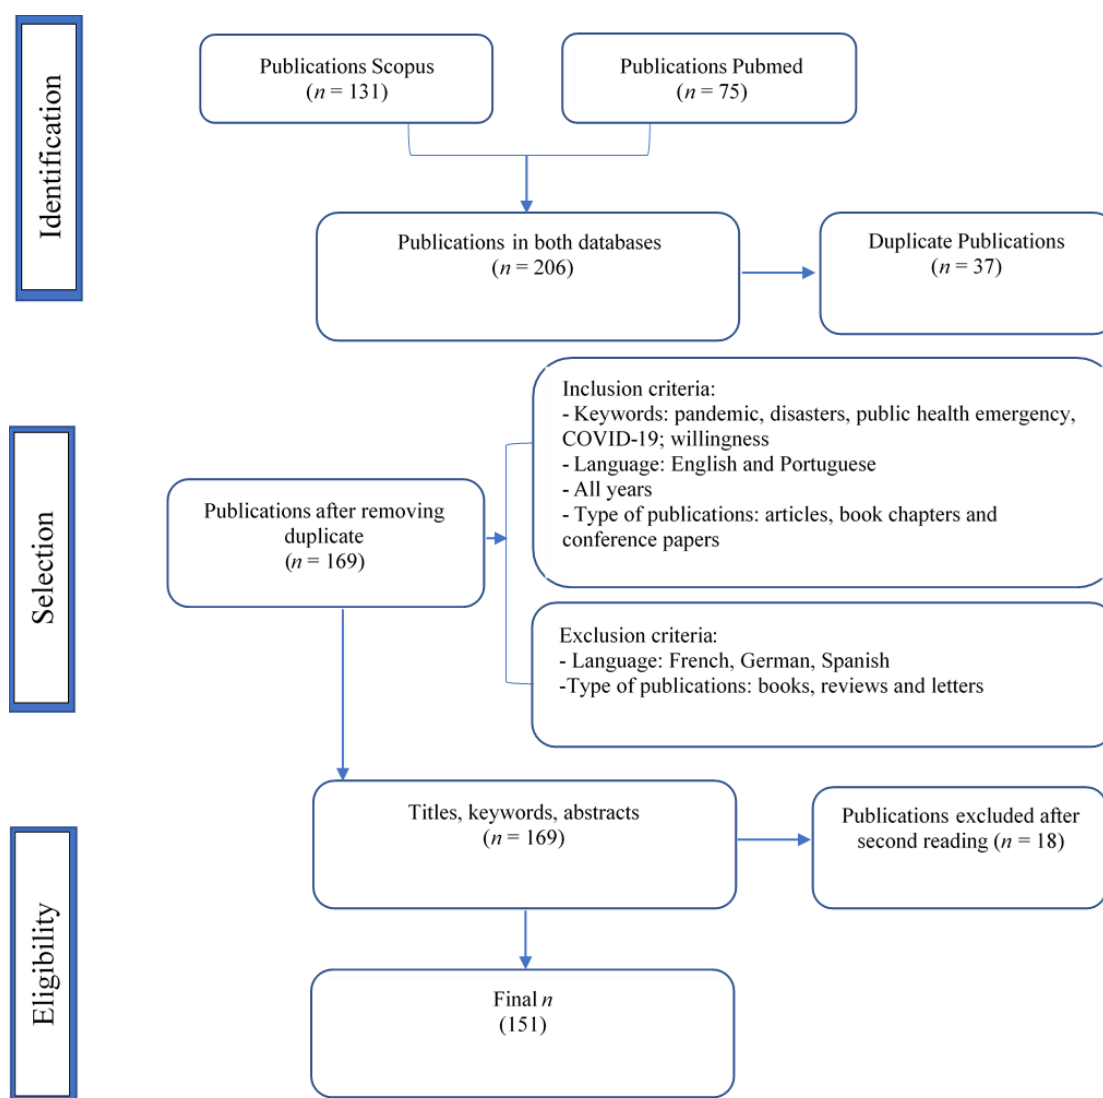 Identification
Publications Scopus
(n = 131)
Publications Pubmed
(n = 75)
Publications in both databases
(n = 206)
Duplicate Publications
(n = 37)
Selection
Publications after removing
duplicate
(n = 169)
Inclusion criteria:
- Keywords: pandemic, disasters, public health emergency,
COVID-19; willingness
- Language: English and Portuguese
- All years
- Type of publications: articles, book chapters and
conference papers
Exclusion criteria:
- Language: French, German, Spanish
-Type of publications: books, reviews and letters
Eligibility
Titles, keywords, abstracts
(n = 169)
Publications excluded after
second reading (n = 18)
Final n
(151)